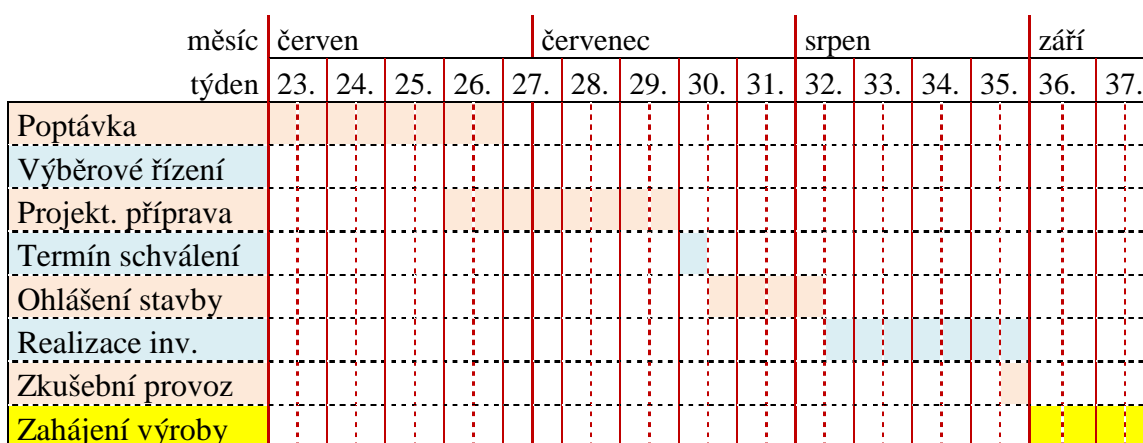 měsíc červen červenec srpen září
týden 23. 24. 25. 26. 27. 28. 29. 30. 31. 32. 33. 34. 35. 36. 37.
Poptávka
Výběrové řízení
Projekt. příprava
Termín schválení
Ohlášení stavby
Realizace inv.
Zkušební provoz
Zahájení výroby